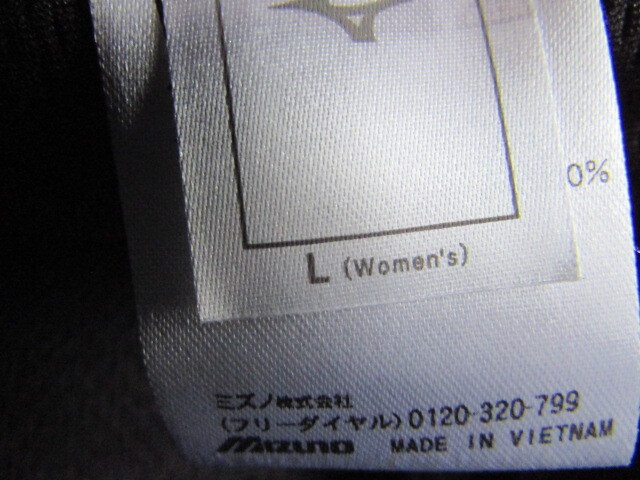 0%
L (Women's)
ミズノ株式会社
(フリーダイヤル)0120-320-799
MIZUNO MADE IN VIETNAM